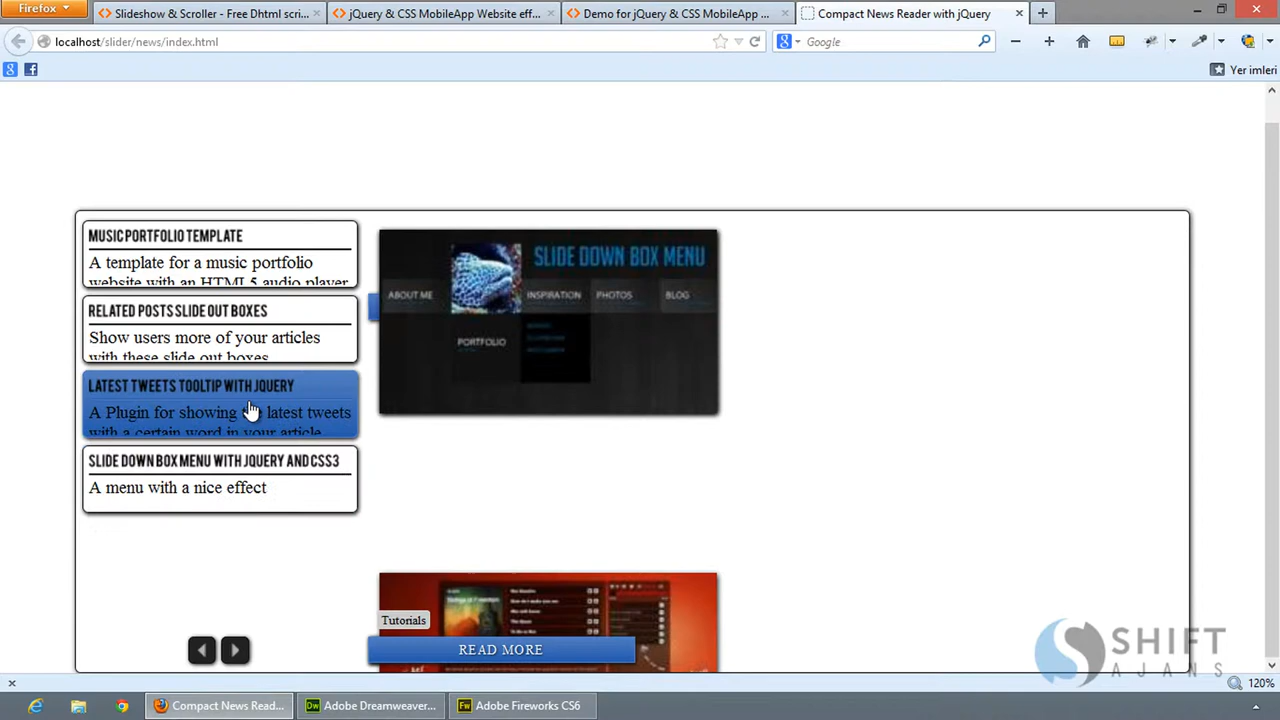 Firefox
Slideshow & Scroller - Free Dhtml scri...
jQuery & CSS MobileApp Website eff...
Demo for jQuery & CSS MobileApp ...
Compact News Reader with jQuery
localhost/slider/news/index.html
Google
Yer imleri
MUSIC PORTFOLIO TEMPLATE
A template for a music portfolio
website with an HTML5 audio player
RELATED POSTS SLIDE OUT BOXES
Show users more of your articles
with these slide out boxes
LATEST TWEETS TOOLTIP WITH JQUERY
A Plugin for showing latest tweets
with a certain word in your article
SLIDE DOWN BOX MENU WITH JQUERY AND CSS3
A menu with a nice effect
SLIDE DOWN BOX MENU
ABOUT ME
INSPIRATION
PHOTOS
BLOG
PORTFOLIO
Tutorials
READ MORE
SHIFT
AJANS
120%
Compact News Read...
Adobe Dreamweaver...
Adobe Fireworks CS6